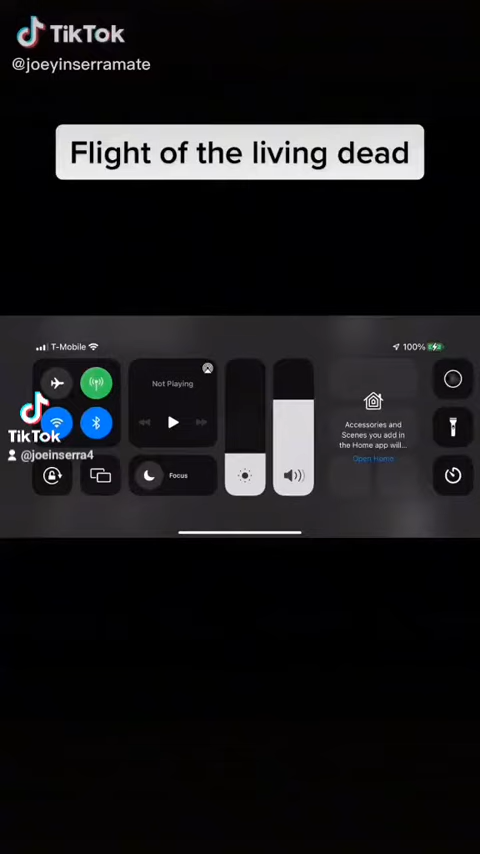 TikTok
@joeyinserramate
Flight of the living dead
T-Mobile
100%
Not Playing
Accessories and
Scenes you add in
the Home app will...
Open Home
TikTok
@joeinserra4
Focus